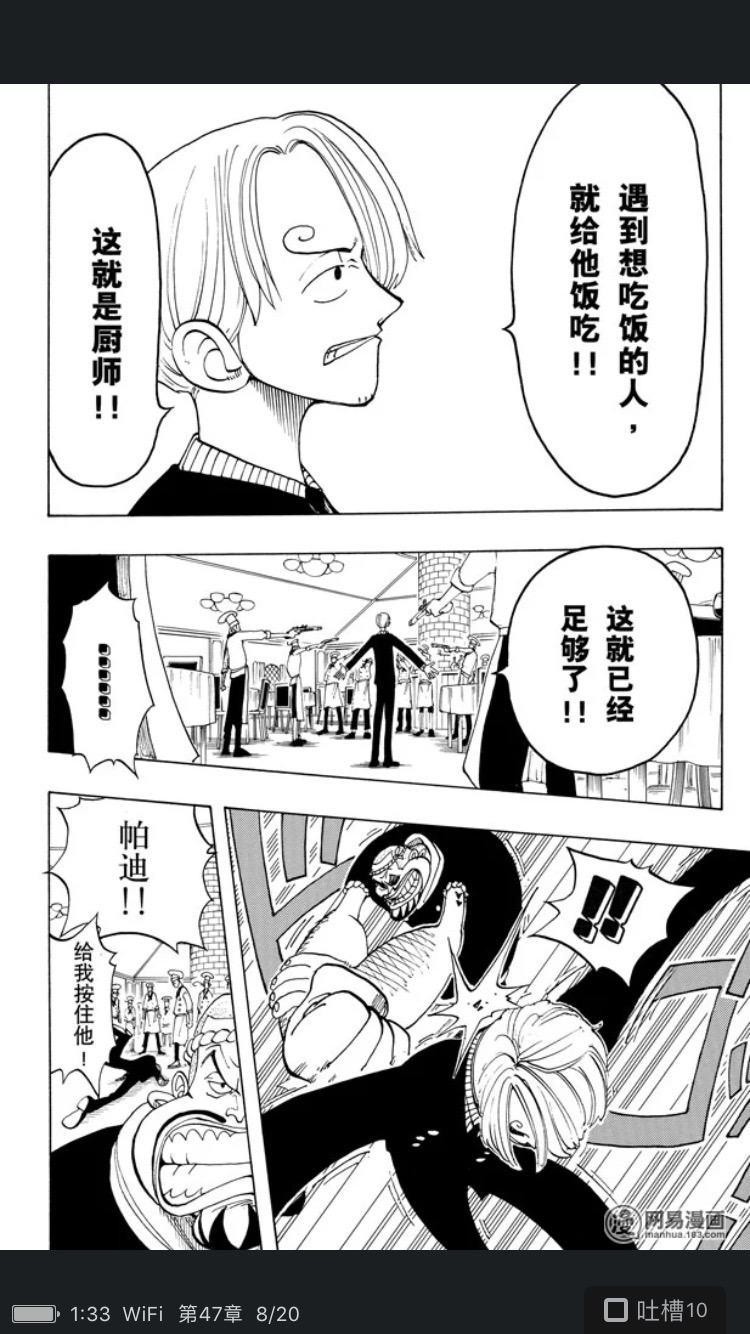 遇到想吃饭的人，
就给他饭吃!!
这就是厨师!!
这就已经
足够了!!
……
!!
帕迪!!
给我按住他！
网易漫画
manhua.163.com
1:33 WiFi 第47章 8/20
吐槽10